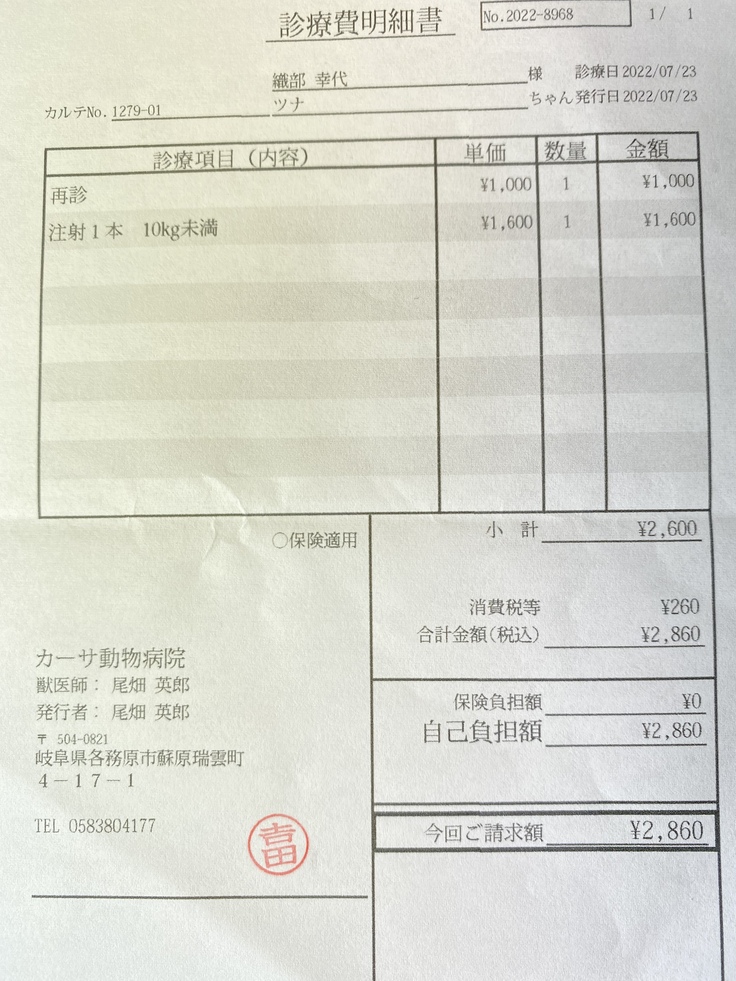 診療費明細書
No.2022-8968
1/ 1
織部 幸代 様 診療日2022/07/23
カルテNo. 1279-01 ツナ ちゃん 発行日2022/07/23
診療項目（内容） 単価 数量 金額
再診 ¥1,000 1 ¥1,000
注射1本 10kg未満 ¥1,600 1 ¥1,600
○保険適用
小 計 ¥2,600
消費税等 ¥260
合計金額(税込) ¥2,860
保険負担額 ¥0
自己負担額 ¥2,860
今回ご請求額 ¥2,860
カーサ動物病院
獣医師： 尾畑 英郎
発行者： 尾畑 英郎
〒 504-0821
岐阜県各務原市蘇原瑞雲町
４－１７－１
TEL 0583804177